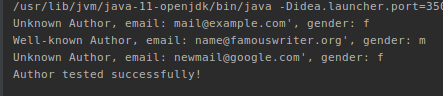 /usr/lib/jvm/java-11-openjdk/bin/java -Didea.launcher.port=350
Unknown Author, email: mail@example.com', gender: f
Well-known Author, email: name@famouswriter.org', gender: m
Unknown Author, email: newmail@google.com', gender: f
Author tested successfully!